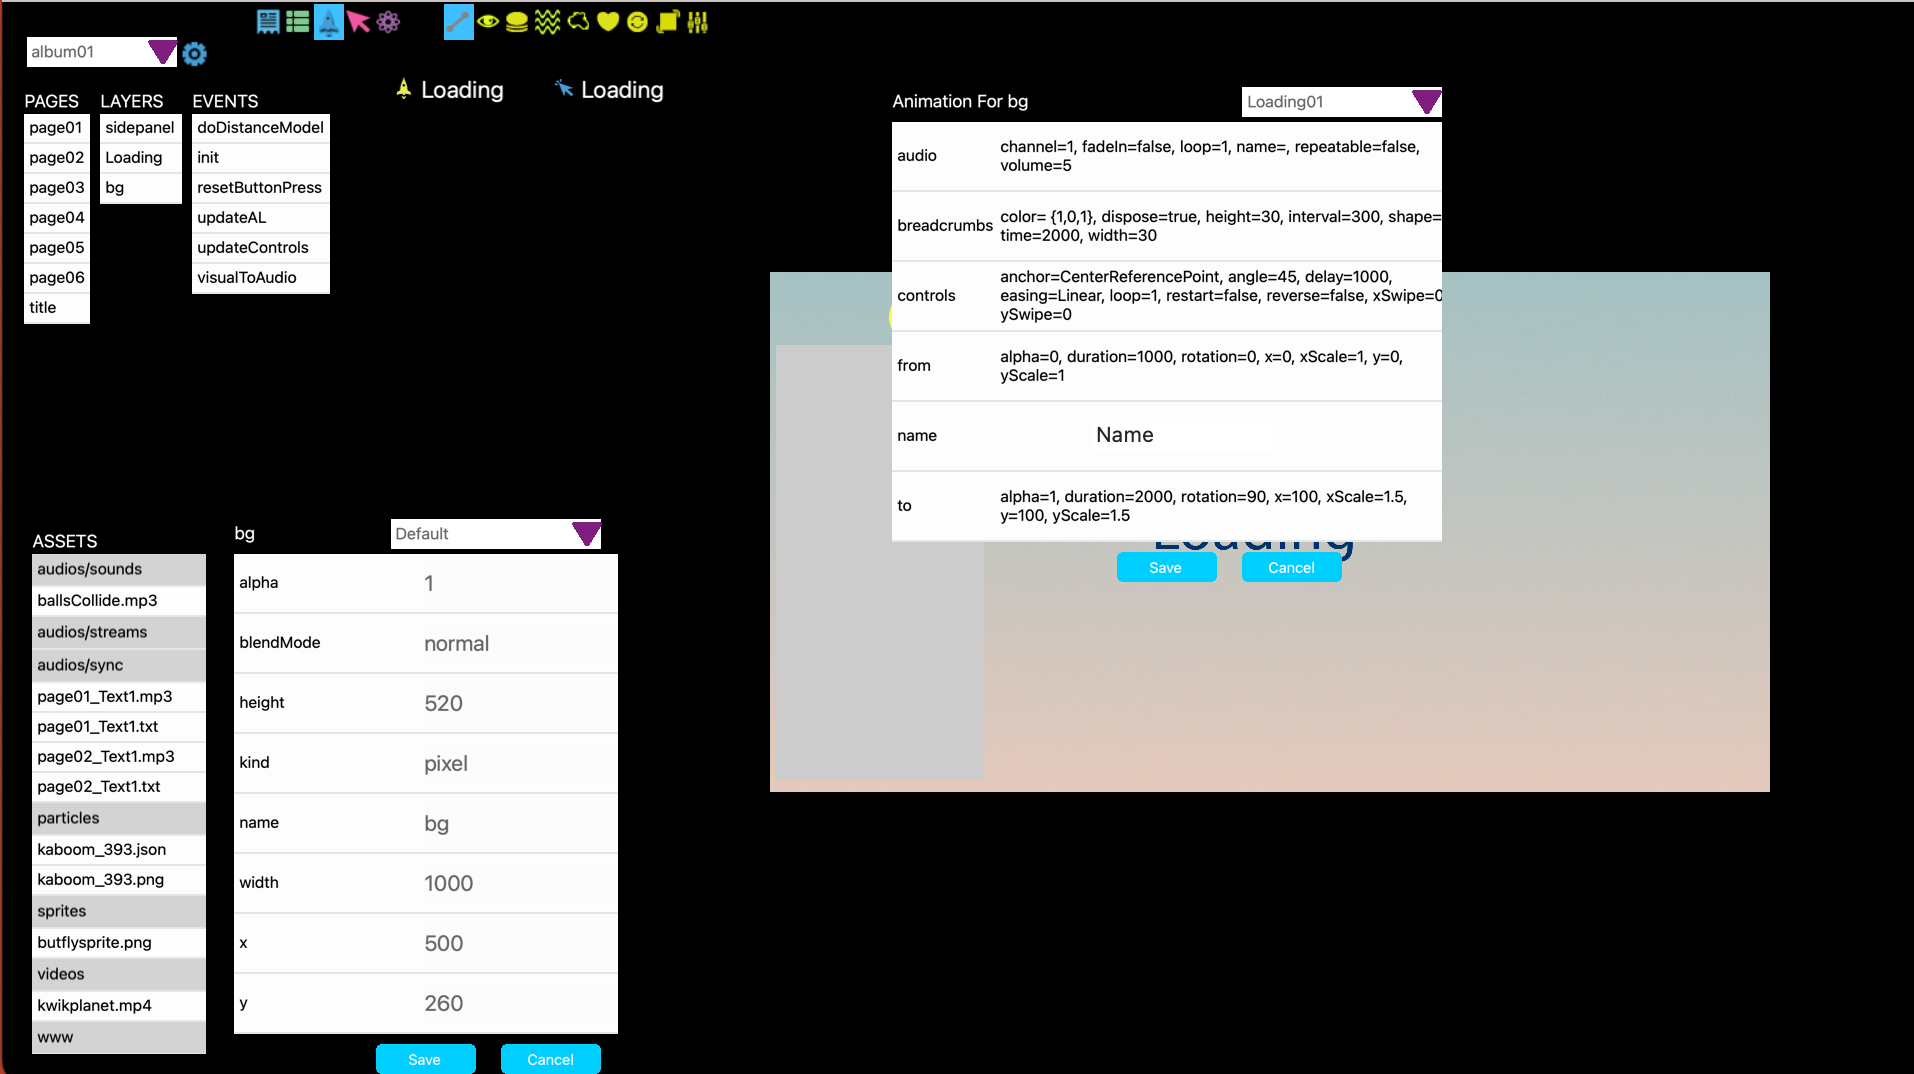 album01
Loading
Loading
PAGES
page01
page02
page03
page04
page05
page06
title
LAYERS
sidepanel
Loading
bg
EVENTS
doDistanceModel
init
resetButtonPress
updateAL
updateControls
visualToAudio
Animation For bg
Loading01
audio
channel=1, fadeIn=false, loop=1, name=, repeatable=false,
volume=5
breadcrumbs
color= {1,0,1}, dispose=true, height=30, interval=300, shape=
time=2000, width=30
controls
anchor=CenterReferencePoint, angle=45, delay=1000,
easing=Linear, loop=1, restart=false, reverse=false, xSwipe=0
ySwipe=0
from
alpha=0, duration=1000, rotation=0, x=0, xScale=1, y=0,
yScale=1
name
Name
to
alpha=1, duration=2000, rotation=90, x=100, xScale=1.5,
y=100, yScale=1.5
Loading
Save
Cancel
ASSETS
audios/sounds
ballsCollide.mp3
audios/streams
audios/sync
page01_Text1.mp3
page01_Text1.txt
page02_Text1.mp3
page02_Text1.txt
particles
kaboom_393.json
kaboom_393.png
sprites
butflysprite.png
videos
kwikplanet.mp4
www
bg
Default
alpha
1
blendMode
normal
height
520
kind
pixel
name
bg
width
1000
x
500
y
260
Save
Cancel